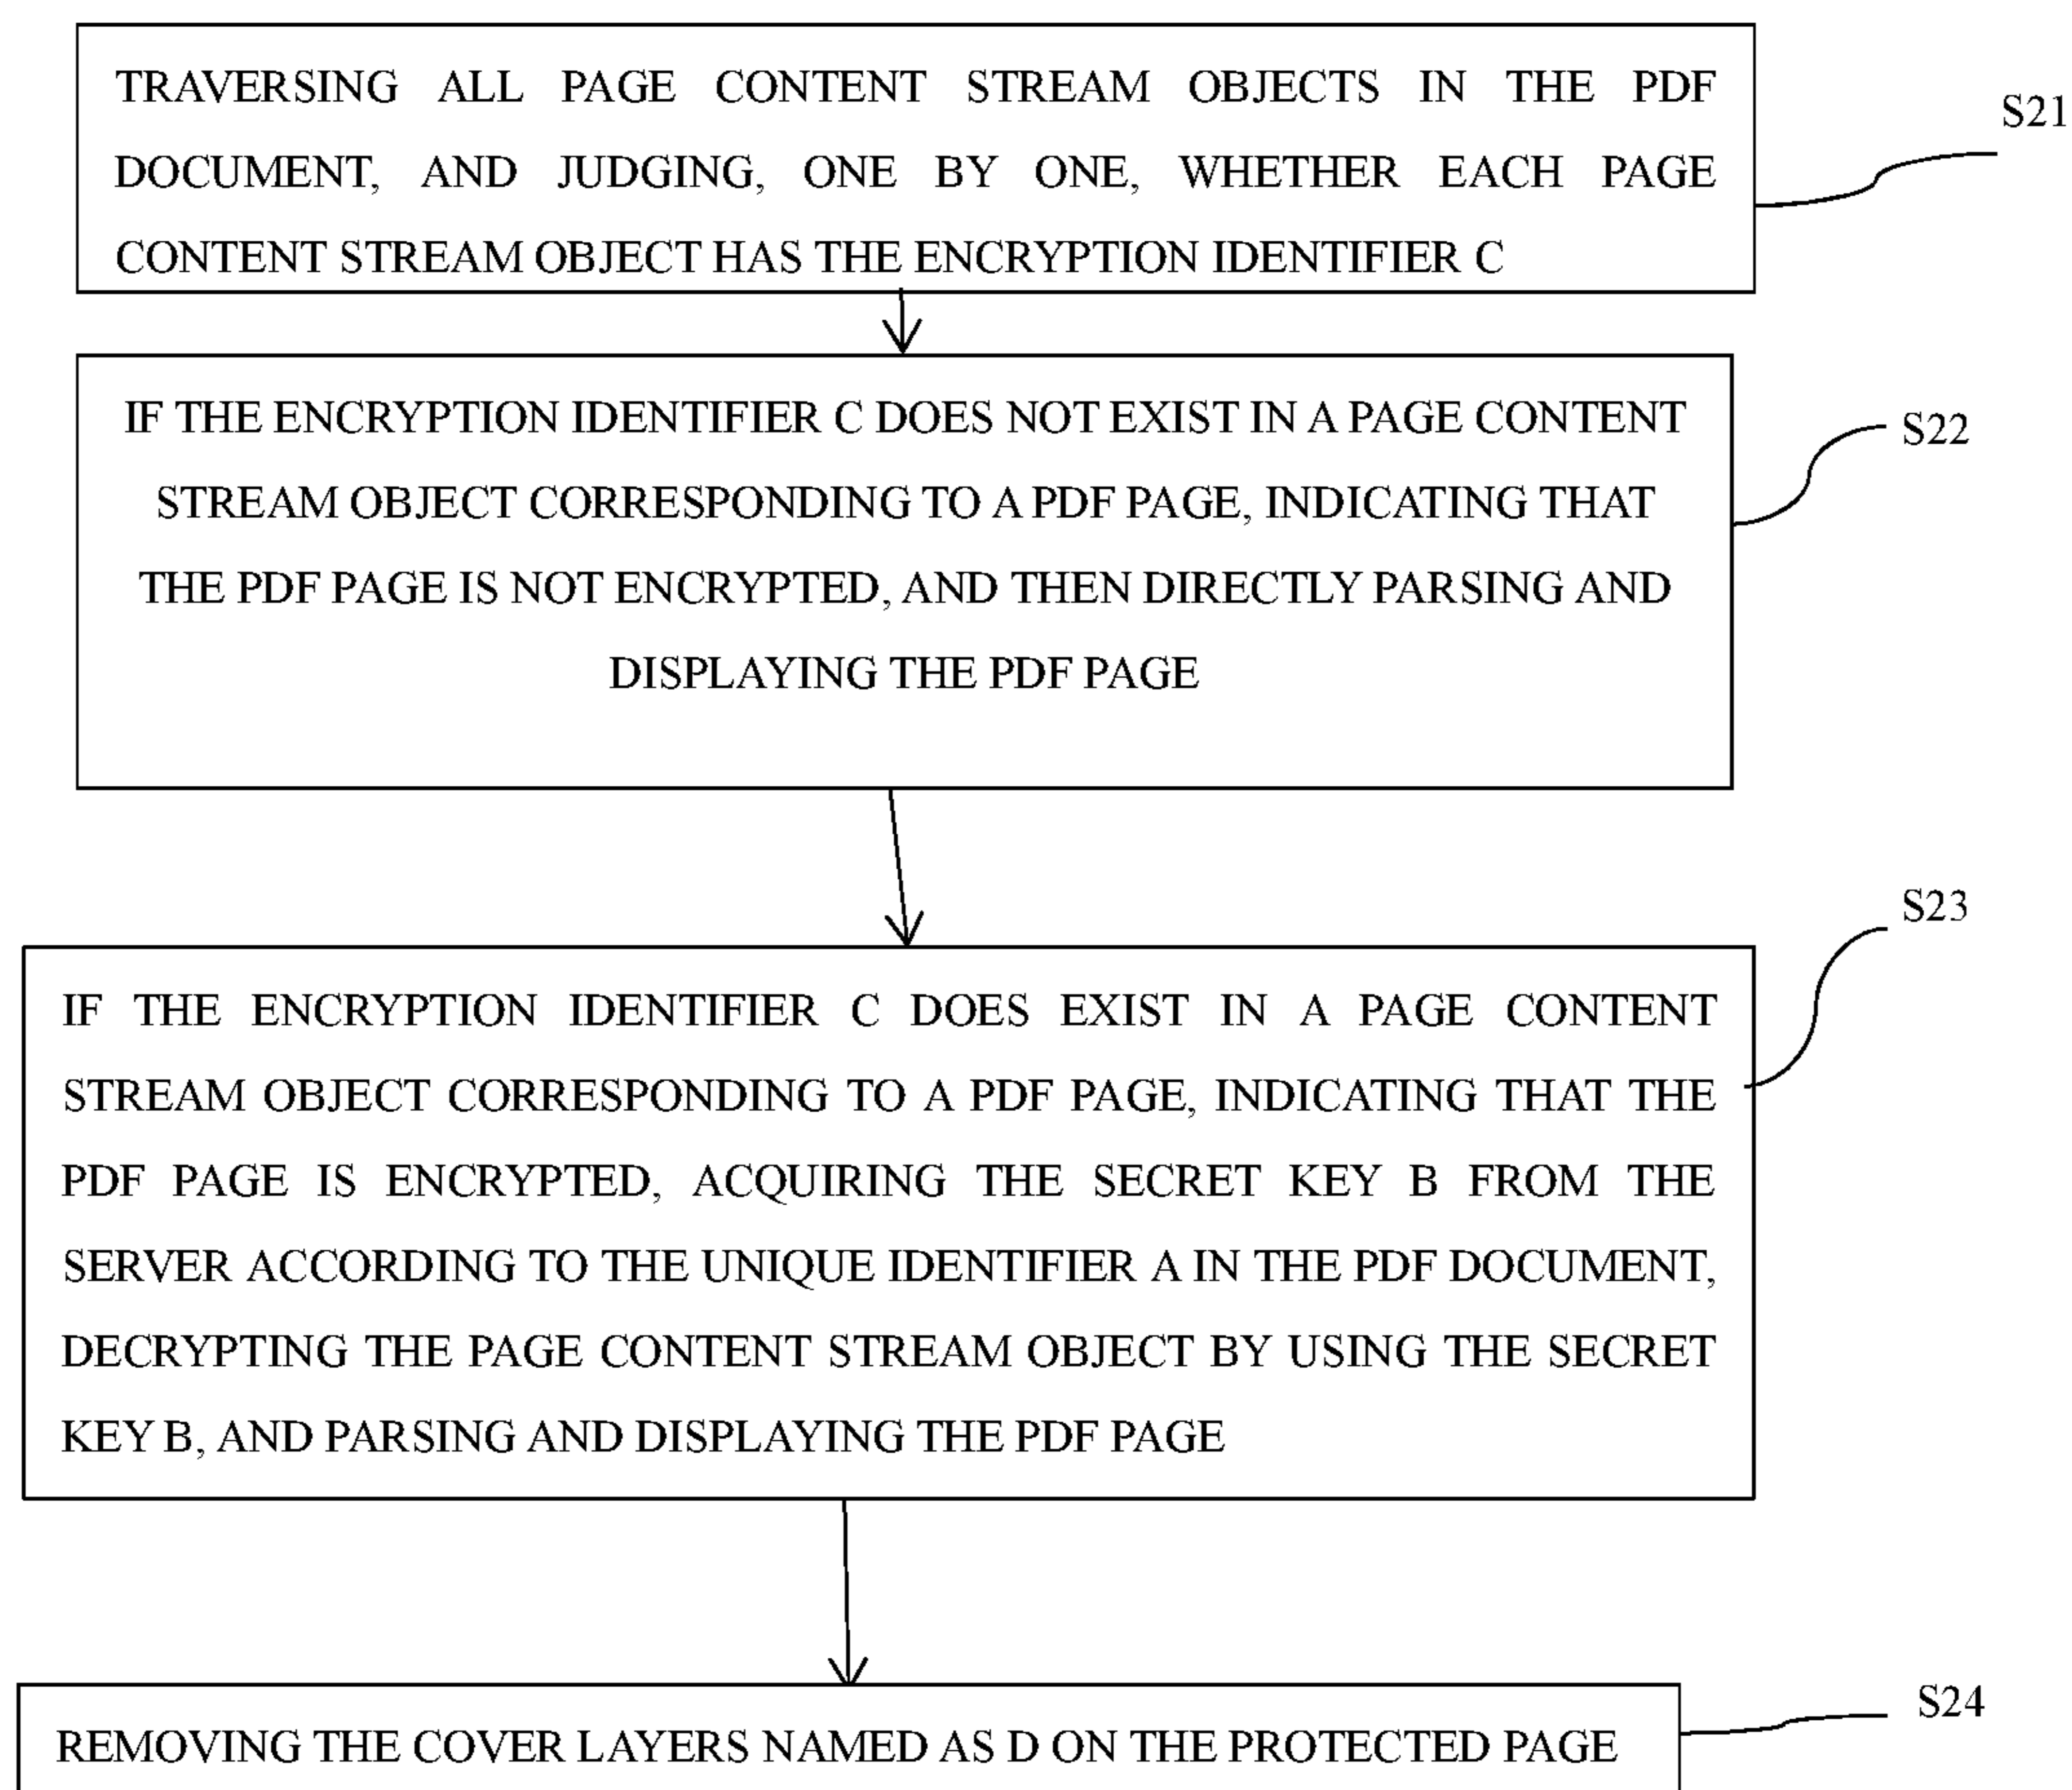 TRAVERSING ALL PAGE CONTENT STREAM OBJECTS IN THE PDF
DOCUMENT, AND JUDGING, ONE BY ONE, WHETHER EACH PAGE
CONTENT STREAM OBJECT HAS THE ENCRYPTION IDENTIFIER C
S21
IF THE ENCRYPTION IDENTIFIER C DOES NOT EXIST IN A PAGE CONTENT
STREAM OBJECT CORRESPONDING TO A PDF PAGE, INDICATING THAT
THE PDF PAGE IS NOT ENCRYPTED, AND THEN DIRECTLY PARSING AND
DISPLAYING THE PDF PAGE
S22
IF THE ENCRYPTION IDENTIFIER C DOES EXIST IN A PAGE CONTENT
STREAM OBJECT CORRESPONDING TO A PDF PAGE, INDICATING THAT THE
PDF PAGE IS ENCRYPTED, ACQUIRING THE SECRET KEY B FROM THE
SERVER ACCORDING TO THE UNIQUE IDENTIFIER A IN THE PDF DOCUMENT,
DECRYPTING THE PAGE CONTENT STREAM OBJECT BY USING THE SECRET
KEY B, AND PARSING AND DISPLAYING THE PDF PAGE
S23
REMOVING THE COVER LAYERS NAMED AS D ON THE PROTECTED PAGE
S24